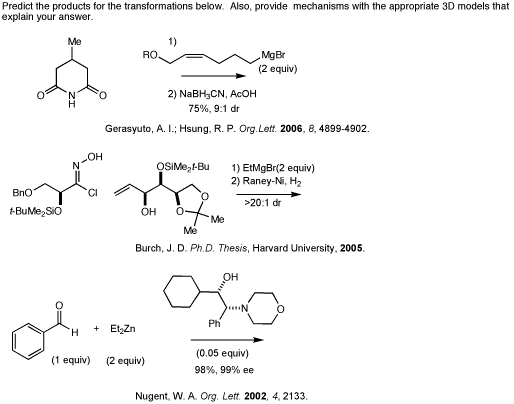 Predict the products for the transformations below. Also, provide mechanisms with the appropriate 3D models that
explain your answer.
Me
O
NH
O
1)
RO
MgBr
(2 equiv)
2) NaBH3CN, AcOH
75%, 9:1 dr
Gerasyuto, A. I.; Hsung, R. P. Org.Lett. 2006, 8, 4899-4902.
N OH
BnO
Cl
t-BuMe2SiO
OSiMe2t-Bu
OH
O
O
Me
Me
1) EtMgBr(2 equiv)
2) Raney-Ni, H2
>20:1 dr
Burch, J. D. Ph.D. Thesis, Harvard University, 2005.
O
H
(1 equiv)
+ Et2Zn
(2 equiv)
OH
N
O
Ph
(0.05 equiv)
98%, 99% ee
Nugent, W. A. Org. Lett. 2002, 4, 2133.